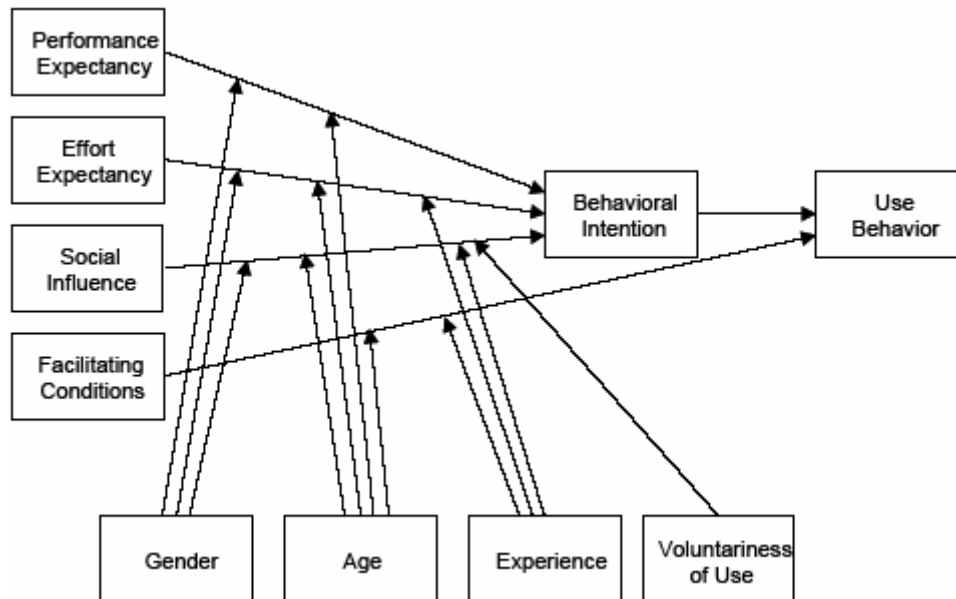 Performance
Expectancy
Effort
Expectancy
Social
Influence
Facilitating
Conditions
Behavioral
Intention
Use
Behavior
Gender
Age
Experience
Voluntariness
of Use